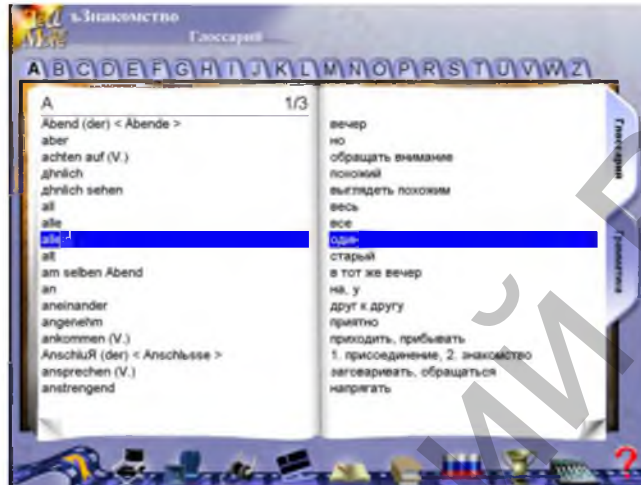 ьЗнакомство
Глоссарий
A B C D E F G H I J K L M N O P R S T U V W Z
A 1/3
Abend (der) < Abende > вечер
aber но
achten auf (V.) обращать внимание
дhnlich похожий
дhnlich sehen выглядеть похожим
all весь
alle все
alle один
alt старый
am selben Abend в тот же вечер
an на, у
aneinander друг к другу
angenehm приятно
ankommen (V.) приходить, прибывать
AnschluЯ (der) < Anschlьsse > 1. присоединение, 2. знакомство
ansprechen (V.) заговаривать, обращаться
anstrengend напрягать
Глоссарий
Грамматика
?